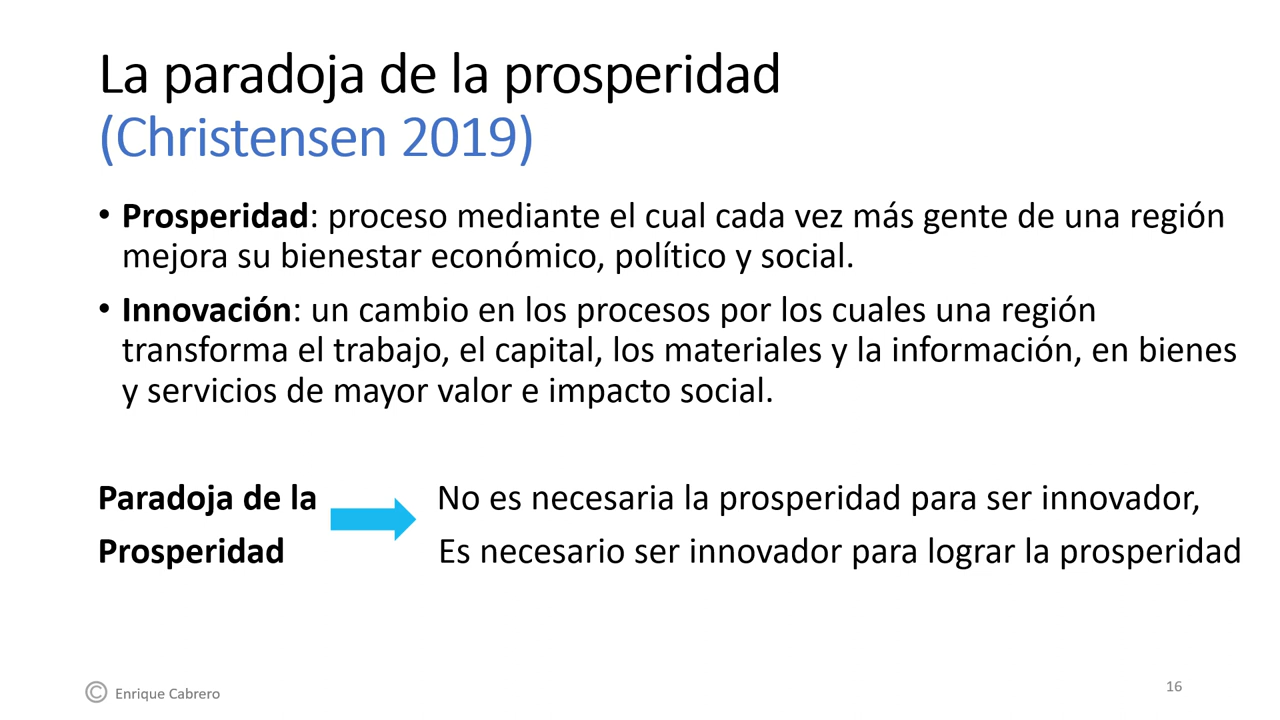 La paradoja de la prosperidad
(Christensen 2019)
• Prosperidad: proceso mediante el cual cada vez más gente de una región
mejora su bienestar económico, político y social.
• Innovación: un cambio en los procesos por los cuales una región
transforma el trabajo, el capital, los materiales y la información, en bienes
y servicios de mayor valor e impacto social.
Paradoja de la No es necesaria la prosperidad para ser innovador,
Prosperidad Es necesario ser innovador para lograr la prosperidad
© Enrique Cabrero
16